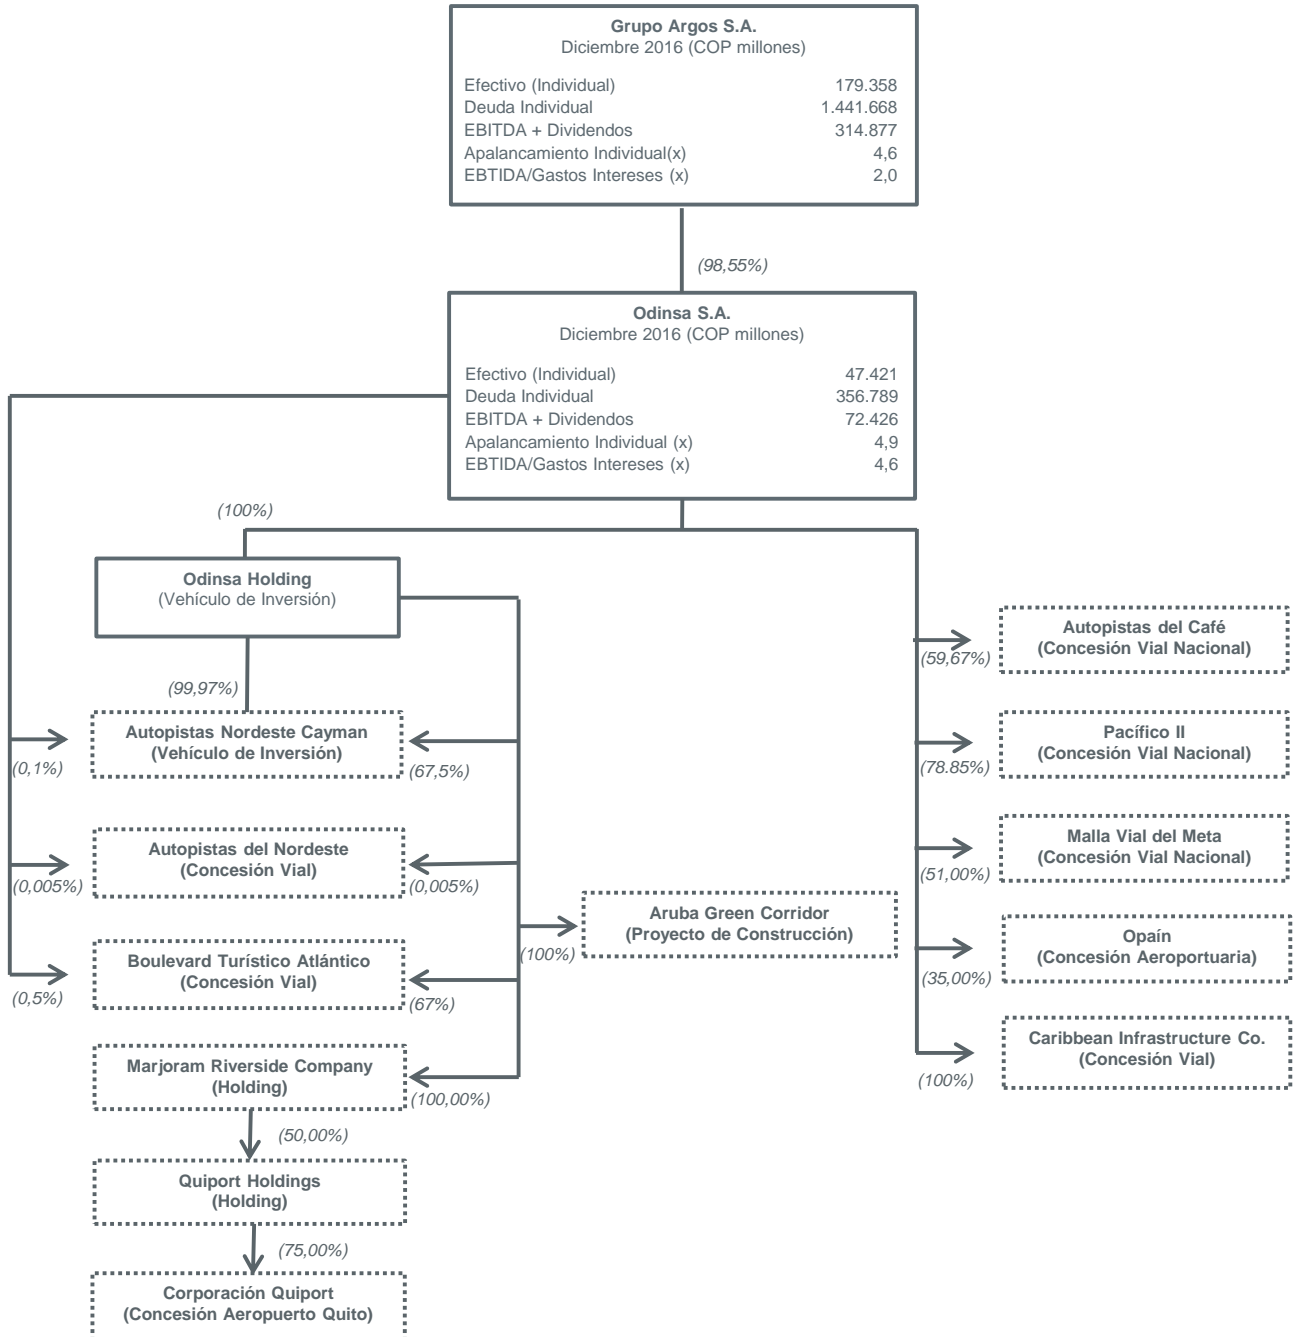 Grupo Argos S.A.
Diciembre 2016 (COP millones)
Efectivo (Individual) 179.358
Deuda Individual 1.441.668
EBITDA + Dividendos 314.877
Apalancamiento Individual(x) 4,6
EBTIDA/Gastos Intereses (x) 2,0
(98,55%)
Odinsa S.A.
Diciembre 2016 (COP millones)
Efectivo (Individual) 47.421
Deuda Individual 356.789
EBITDA + Dividendos 72.426
Apalancamiento Individual (x) 4,9
EBTIDA/Gastos Intereses (x) 4,6
(100%)
Odinsa Holding
(Vehículo de Inversión)
(99,97%)
Autopistas Nordeste Cayman
(Vehículo de Inversión)
(0,1%)
(67,5%)
Autopistas del Nordeste
(Concesión Vial)
(0,005%)
(0,005%)
Boulevard Turístico Atlántico
(Concesión Vial)
(0,5%)
(67%)
Marjoram Riverside Company
(Holding)
(100,00%)
(50,00%)
Quiport Holdings
(Holding)
(75,00%)
Corporación Quiport
(Concesión Aeropuerto Quito)
Aruba Green Corridor
(Proyecto de Construcción)
(100%)
Autopistas del Café
(Concesión Vial Nacional)
(59,67%)
Pacífico II
(Concesión Vial Nacional)
(78.85%)
Malla Vial del Meta
(Concesión Vial Nacional)
(51,00%)
Opaín
(Concesión Aeroportuaria)
(35,00%)
Caribbean Infrastructure Co.
(Concesión Vial)
(100%)